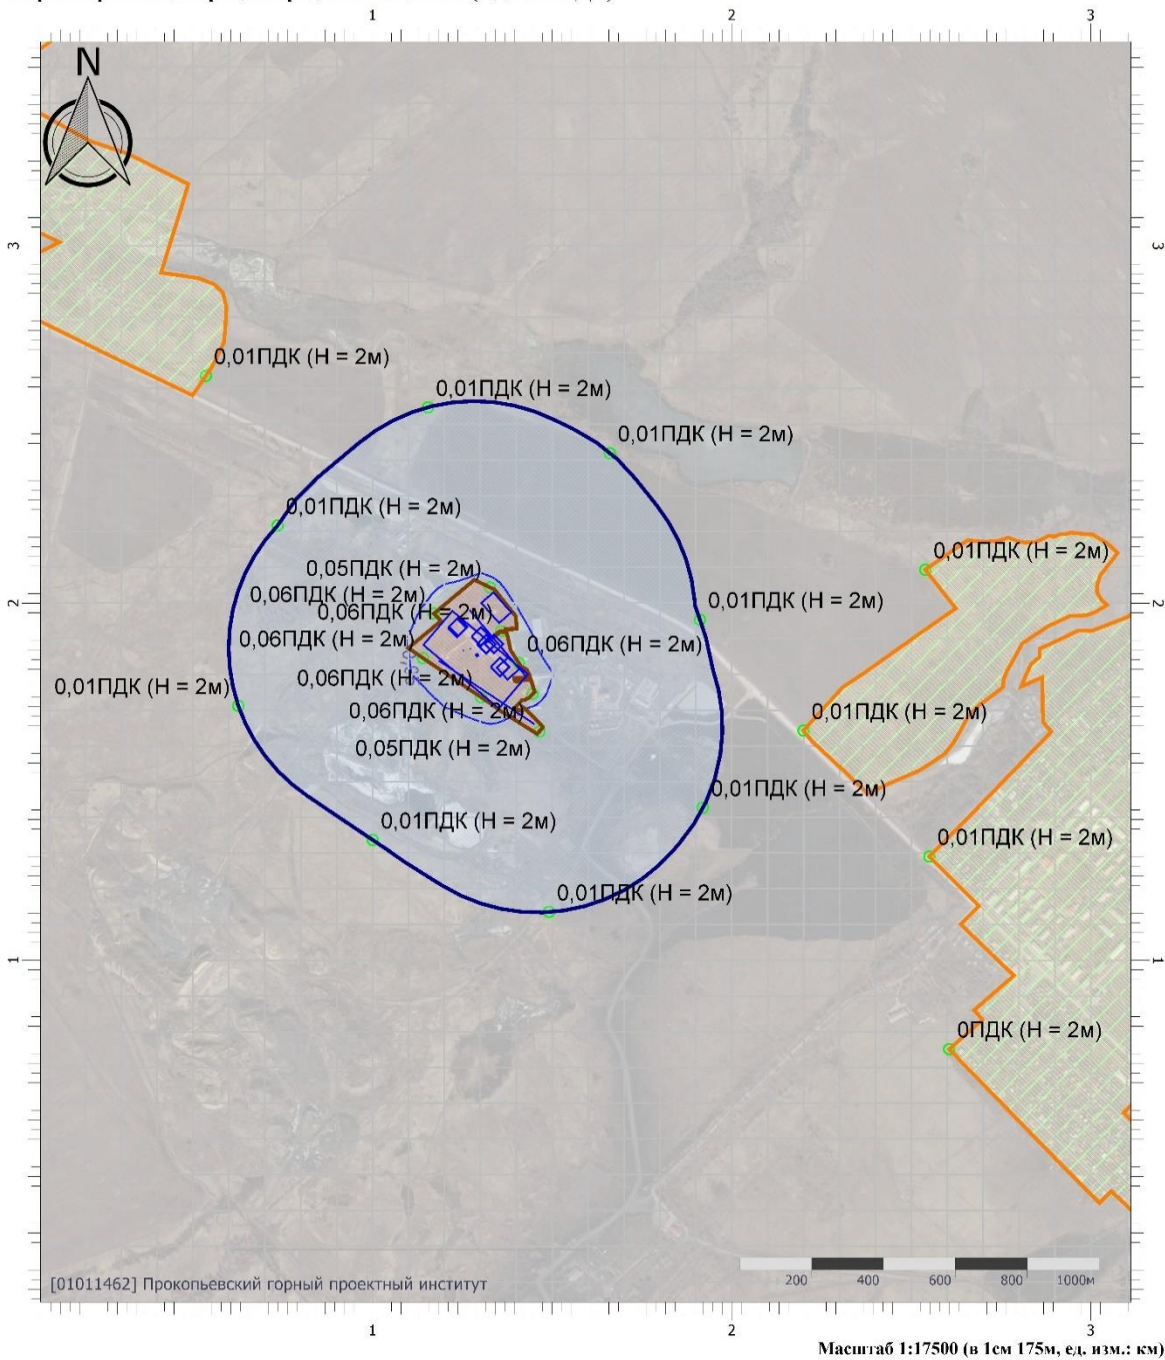 1 2 3
N
3 3
0,01ПДК (Н = 2м)
0,01ПДК (Н = 2м)
0,01ПДК (Н = 2м)
0,01ПДК (Н = 2м)
0,01ПДК (Н = 2м)
0,05ПДК (Н = 2м)
0,06ПДК (Н = 2м)
2 2
0,01ПДК (Н = 2м)
0,06ПДК (Н = 2м)
0,06ПДК (Н = 2м)
0,06ПДК (Н = 2м)
0,06ПДК (Н = 2м)
0,01ПДК (Н = 2м)
0,06ПДК (Н = 2м)
0,01ПДК (Н = 2м)
0,05ПДК (Н = 2м)
0,01ПДК (Н = 2м)
0,01ПДК (Н = 2м)
0,01ПДК (Н = 2м)
0,01ПДК (Н = 2м)
1 1
0ПДК (Н = 2м)
200 400 600 800 1000м
[01011462] Прокопьевский горный проектный институт
1 2 3
Масштаб 1:17500 (в 1см 175м, ед. изм.: км)